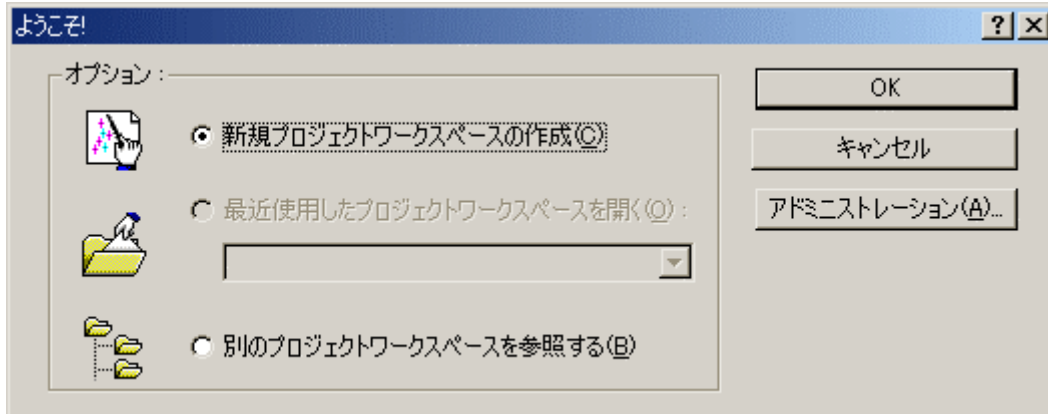 ようこそ!
オプション :
新規プロジェクトワークスペースの作成(C)
最近使用したプロジェクトワークスペースを開く(O) :
別のプロジェクトワークスペースを参照する(B)
OK
キャンセル
アドミニストレーション(A)...